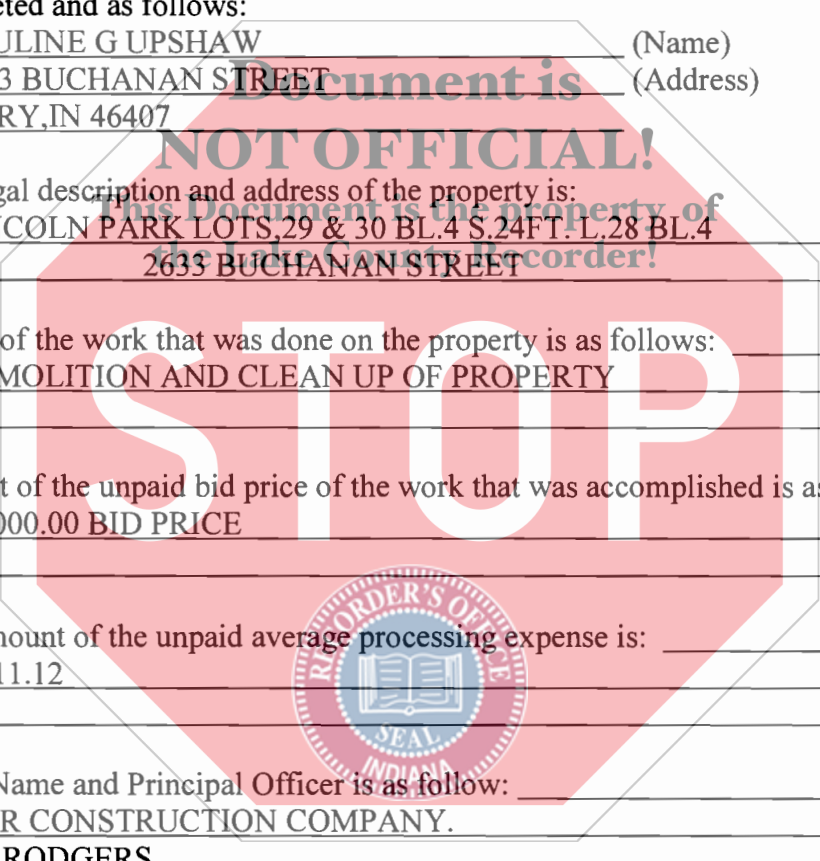 eted and as follows:
ULINE G UPSHAW (Name)
3 BUCHANAN STREET (Address)
RY,IN 46407
Document is
NOT OFFICIAL!
This Document is the property of
the Lake County Recorder!
gal description and address of the property is:
COLN PARK LOTS,29 & 30 BL.4 S.24FT. L.28 BL.4
2633 BUCHANAN STREET
of the work that was done on the property is as follows:
MOLITION AND CLEAN UP OF PROPERTY
STOP
t of the unpaid bid price of the work that was accomplished is as
000.00 BID PRICE
RECORDER'S OFFICE
SEAL
INDIANA
nount of the unpaid average processing expense is:
11.12
Name and Principal Officer is as follow:
R CONSTRUCTION COMPANY.
RODGERS